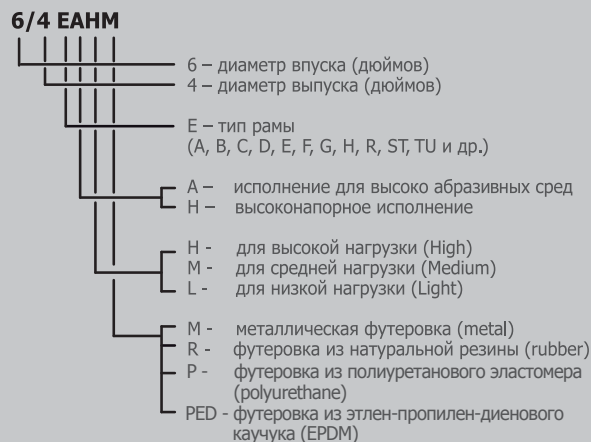 6/4 EAHM
6 – диаметр впуска (дюймов)
4 – диаметр выпуска (дюймов)
E – тип рамы
(A, B, C, D, E, F, G, H, R, ST, TU и др.)
A – исполнение для высоко абразивных сред
H – высоконапорное исполнение
H - для высокой нагрузки (High)
M - для средней нагрузки (Medium)
L - для низкой нагрузки (Light)
M - металлическая футеровка (metal)
R - футеровка из натуральной резины (rubber)
P - футеровка из полиуретанового эластомера
(polyurethane)
PED - футеровка из этлен-пропилен-диенового
каучука (EPDM)